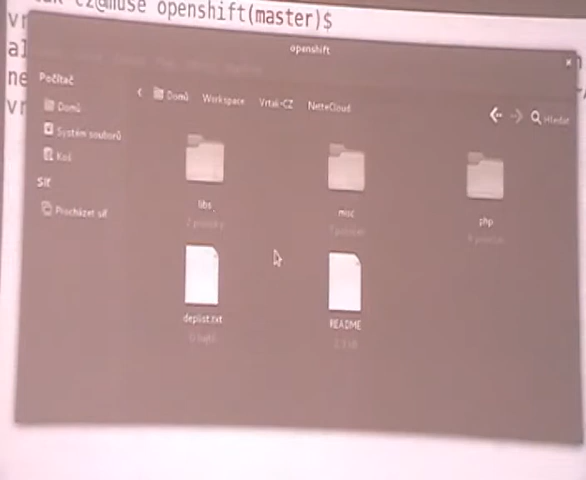 openshift(master)$
openshift
Počítač
Domů
Systém souborů
Koš
Síť
Procházet síť
Domů Workspace Vrtak-CZ NetteCloud
Hledat
libs
misc
php
deplist.txt
README